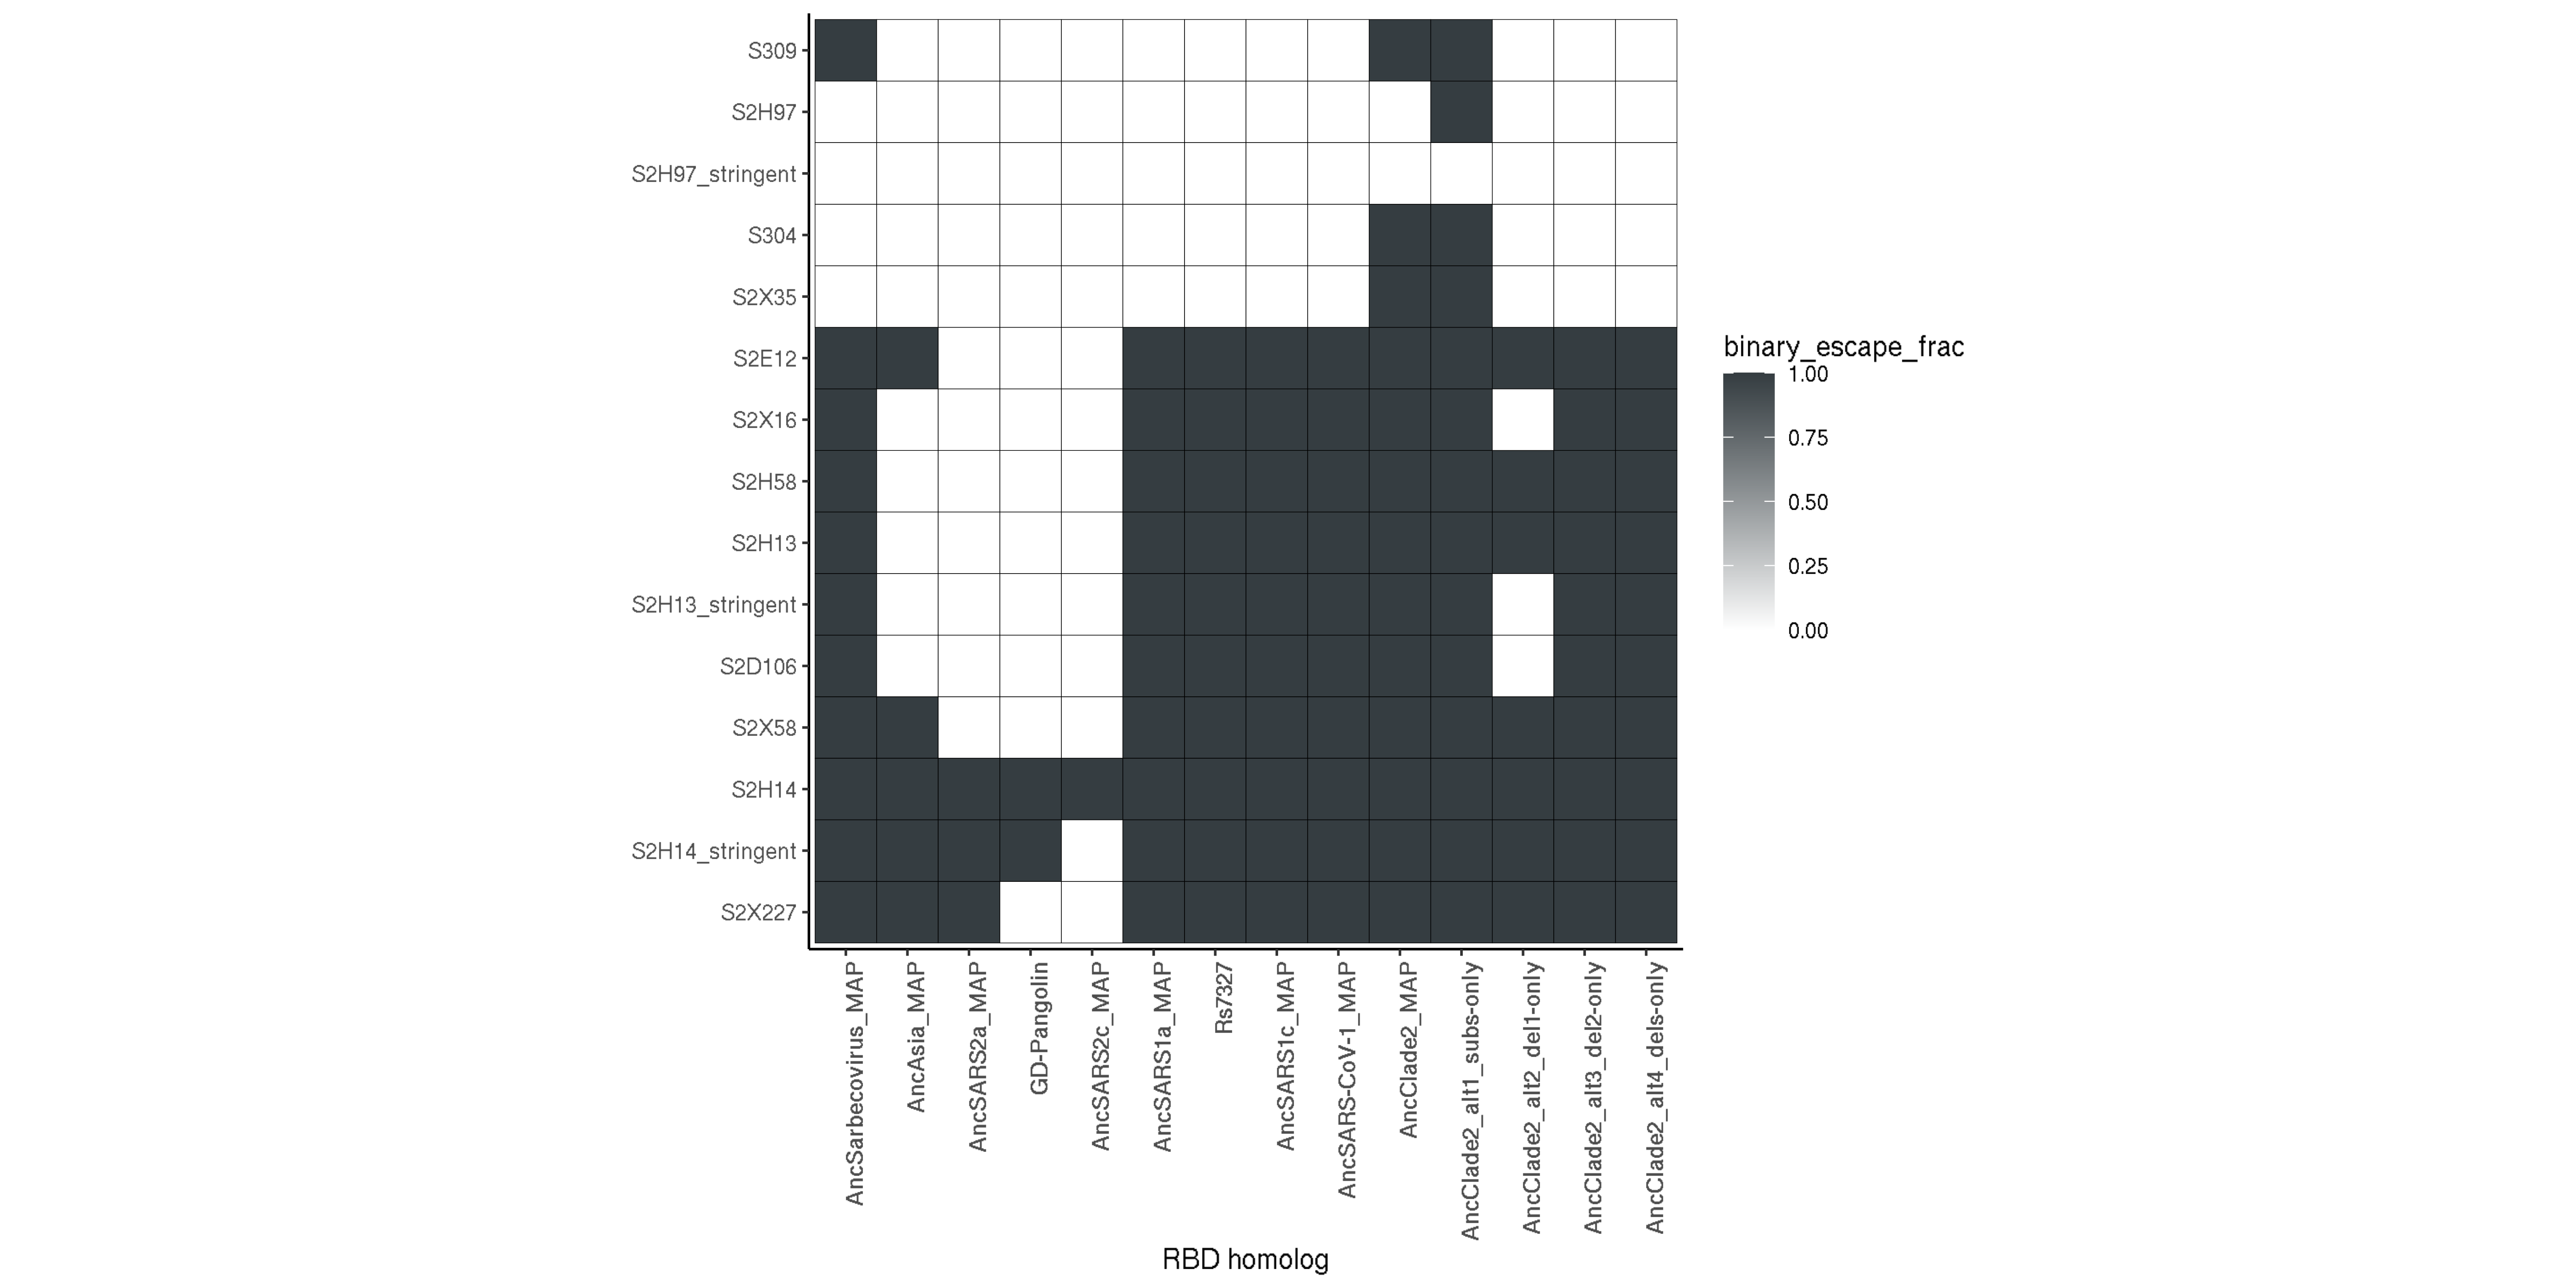 S309
S2H97
S2H97_stringent
S304
S2X35
S2E12
S2X16
S2H58
S2H13
S2H13_stringent
S2D106
S2X58
S2H14
S2H14_stringent
S2X227
AncSarbecovirus_MAP
AncAsia_MAP
AncSARS2a_MAP
GD-Pangolin
AncSARS2c_MAP
AncSARS1a_MAP
Rs7327
AncSARS1c_MAP
AncSARS-CoV-1_MAP
AncClade2_MAP
AncClade2_alt1_subs-only
AncClade2_alt2_del1-only
AncClade2_alt3_del2-only
AncClade2_alt4_dels-only
RBD homolog
binary_escape_frac
1.00
0.75
0.50
0.25
0.00